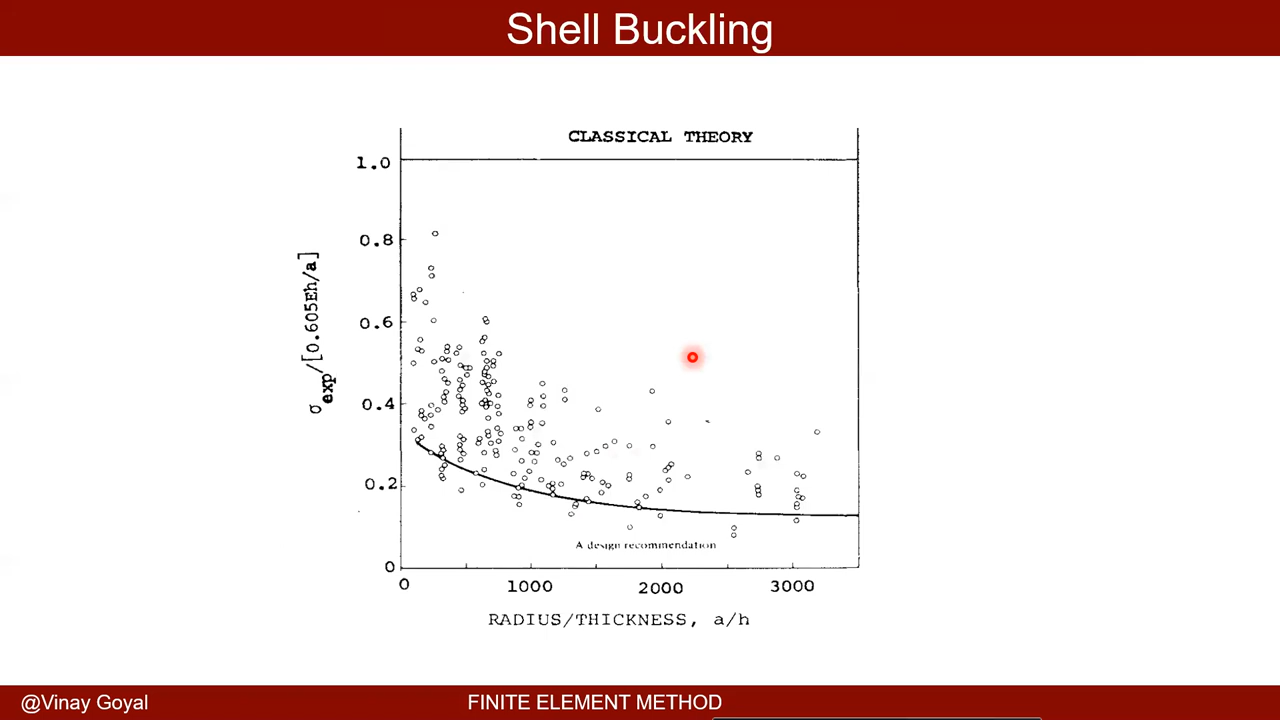 Shell Buckling
CLASSICAL THEORY
1.0
0.8
0.6
0.4
0.2
0
σexp/[0.605Eh/a]
A design recommendation
0 1000 2000 3000
RADIUS/THICKNESS, a/h
@Vinay Goyal
FINITE ELEMENT METHOD